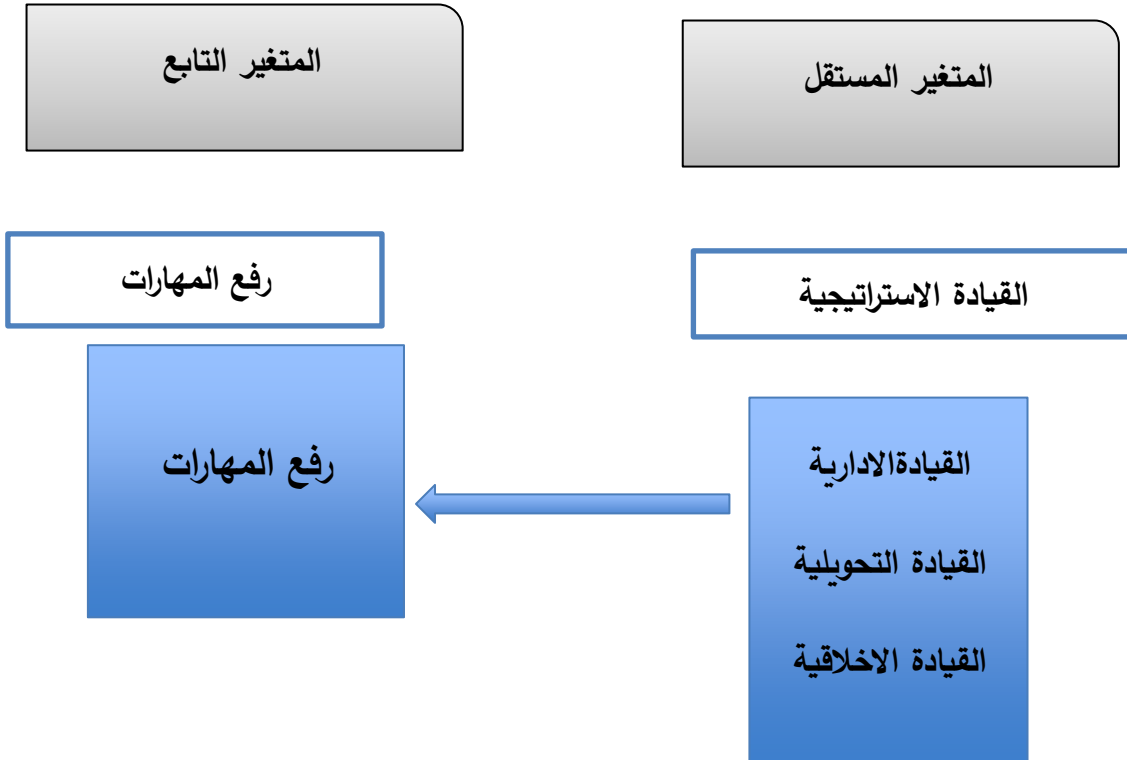 المتغير المستقل
المتغير التابع
القيادة الاستراتيجية
رفع المهارات
القيادةالادارية
القيادة التحويلية
القيادة الاخلاقية
رفع المهارات